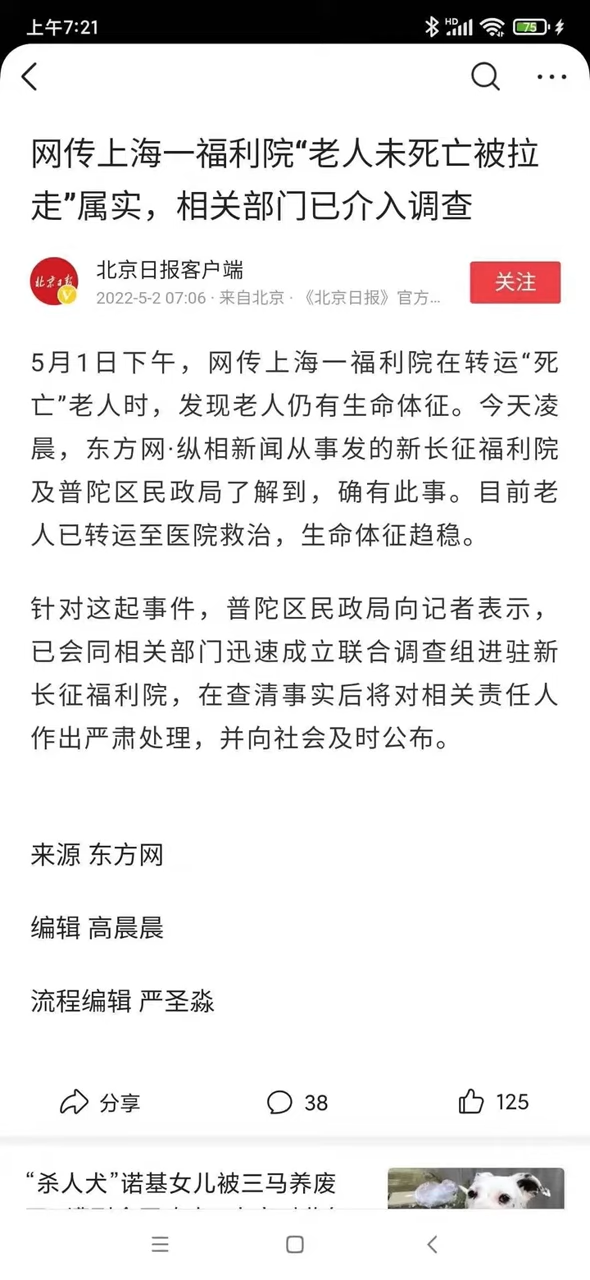 上午7:21
HD
75
网传上海一福利院“老人未死亡被拉
走”属实，相关部门已介入调查
北京日报
北京日报客户端
2022-5-2 07:06 · 来自北京 · 《北京日报》官方...
关注
5月1日下午，网传上海一福利院在转运“死
亡”老人时，发现老人仍有生命体征。今天凌
晨，东方网·纵相新闻从事发的新长征福利院
及普陀区民政局了解到，确有此事。目前老
人已转运至医院救治，生命体征趋稳。
针对这起事件，普陀区民政局向记者表示，
已会同相关部门迅速成立联合调查组进驻新
长征福利院，在查清事实后将对相关责任人
作出严肃处理，并向社会及时公布。
来源 东方网
编辑 高晨晨
流程编辑 严圣淼
分享
38
125
“杀人犬”诺基女儿被三马养废